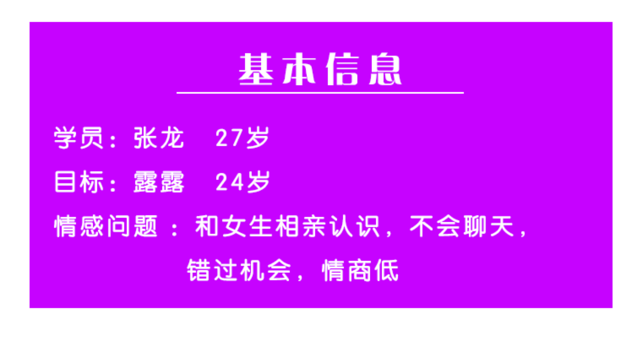 基本信息
学员：张龙 27岁
目标：露露 24岁
情感问题：和女生相亲认识，不会聊天，
错过机会，情商低